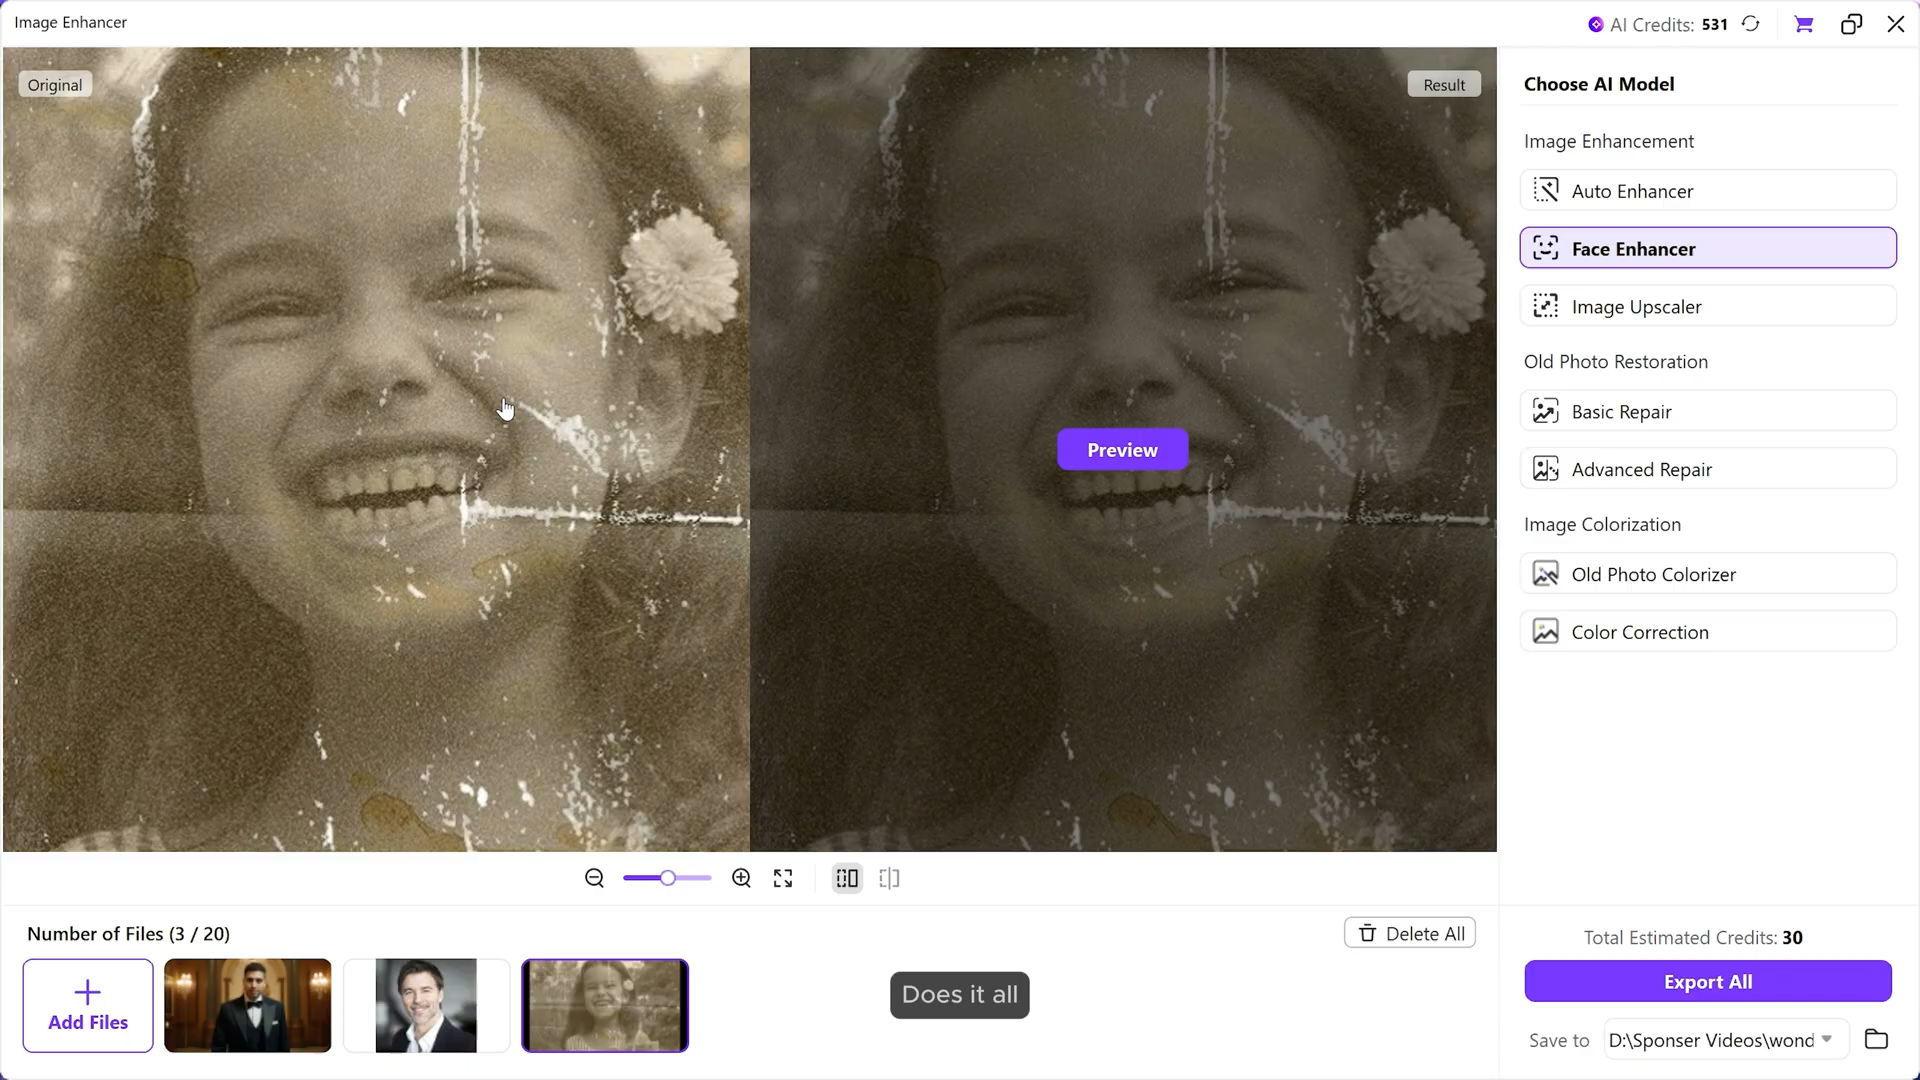 Image Enhancer
AI Credits: 531
Original
Result
Choose AI Model
Image Enhancement
Auto Enhancer
Face Enhancer
Image Upscaler
Old Photo Restoration
Basic Repair
Advanced Repair
Image Colorization
Old Photo Colorizer
Color Correction
Preview
Number of Files (3 / 20)
Delete All
Add Files
Does it all
Total Estimated Credits: 30
Export All
Save to D:\Sponser Videos\wond